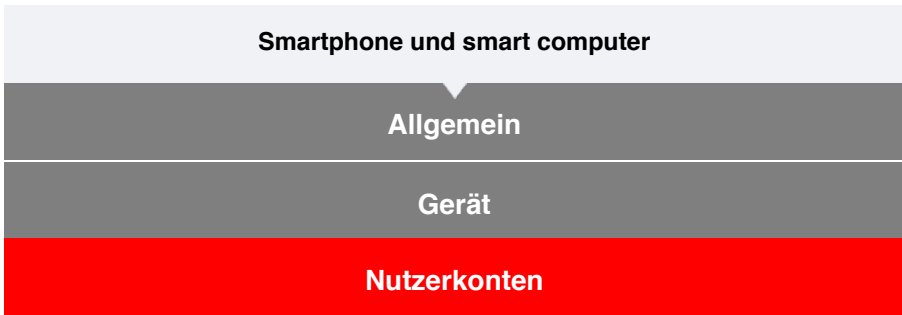 Smartphone und smart computer
Allgemein
Gerät
Nutzerkonten